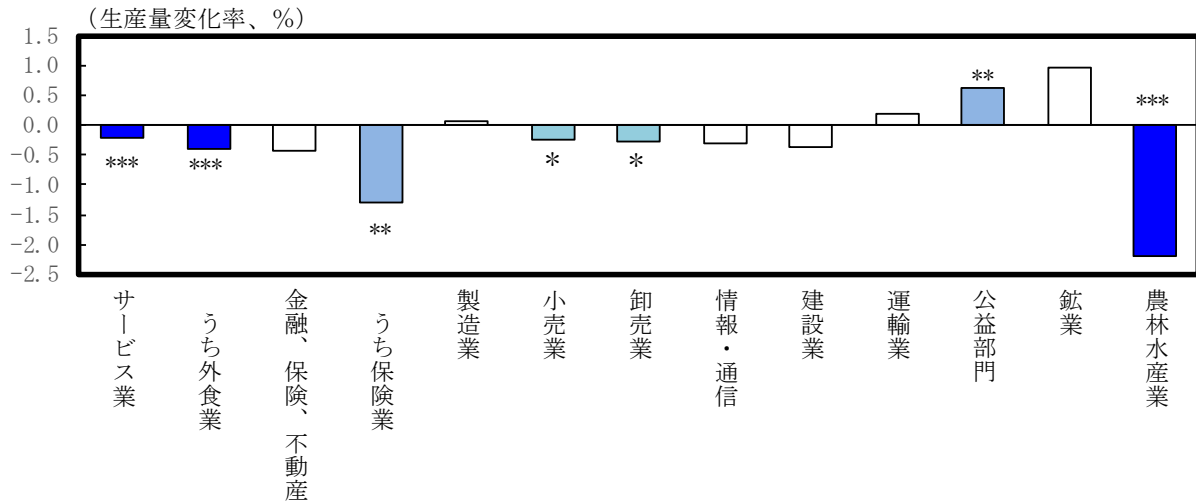 （生産量変化率、%）
1.5
1.0
0.5
0.0
-0.5
-1.0
-1.5
-2.0
-2.5
***
***
**
*
*
**
***
サービス業
うち外食業
金融、保険、不動産
うち保険業
製造業
小売業
卸売業
情報・通信
建設業
運輸業
公益部門
鉱業
農林水産業